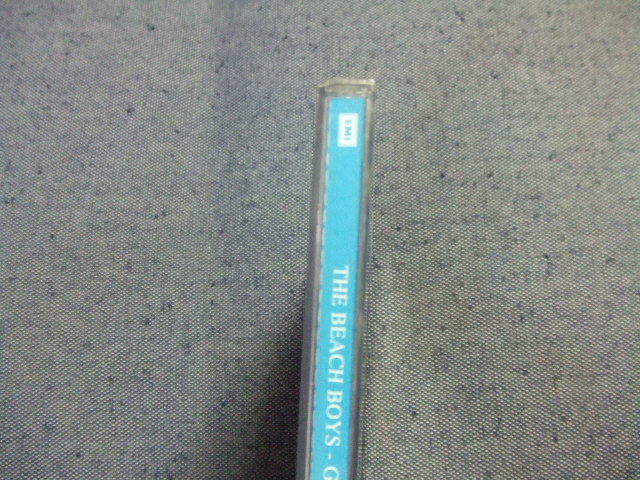 EMI
THE BEACH BOYS - G